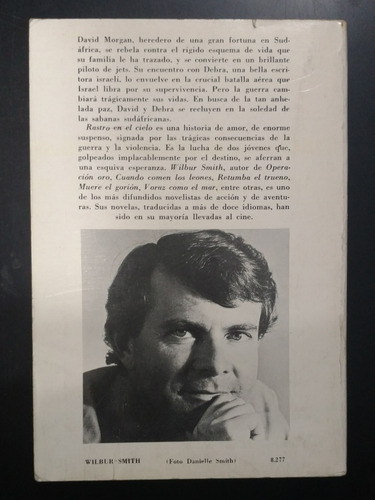 David Morgan, heredero de una gran fortuna en Sud-
áfrica, se rebela contra el rígido esquema de vida que
su familia le ha trazado, y se convierte en un brillante
piloto de jets. Su encuentro con Debra, una bella escri-
tora israelí, lo envuelve en la crucial batalla aérea que
Israel libra por su supervivencia. Pero la guerra cam-
biará trágicamente sus vidas. En busca de la tan anhe-
lada paz, David y Debra se recluyen en la soledad de
las sabanas sudáfricanas.
Rastro en el cielo es una historia de amor, de enorme
suspenso, signada por las trágicas consecuencias de la
guerra y la violencia. Es la lucha de dos jóvenes que,
golpeados implacablemente por el destino, se aferran a
una esquiva esperanza. Wilbur Smith, autor de Opera-
ción oro, Cuando comen los leones, Retumba el trueno,
Muere el gorión, Voraz como el mar, entre otras, es uno
de los más difundidos novelistas de acción y de aventu-
ras. Sus novelas, traducidas a más de doce idiomas, han
sido en su mayoría llevadas al cine.
WILBUR SMITH (Foto Danielle Smith) 8.277